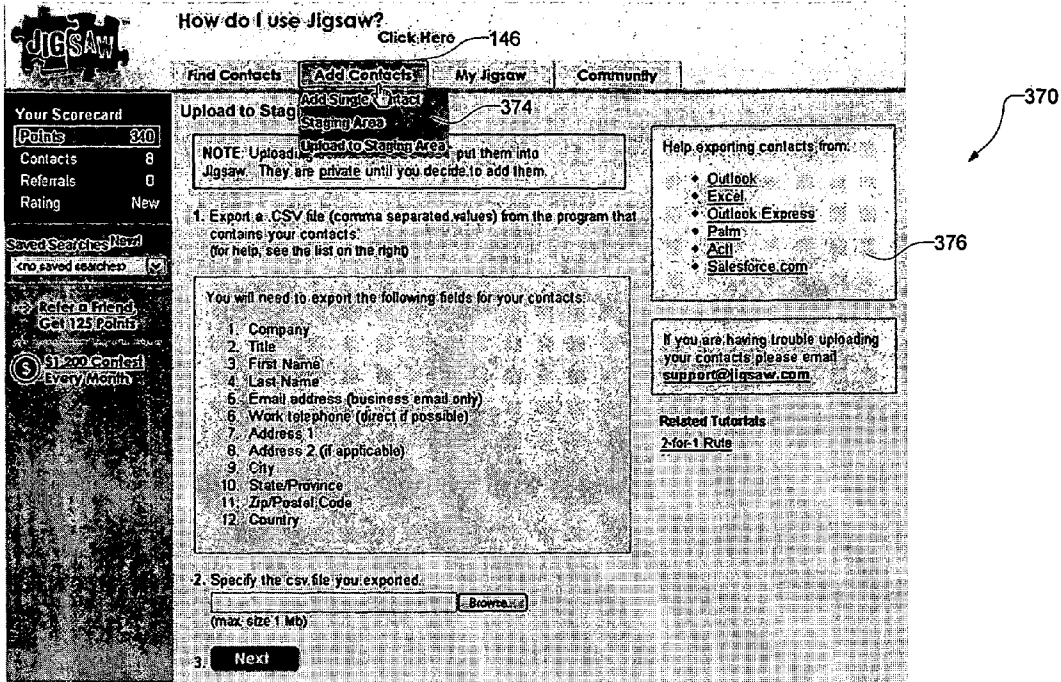 JIGSAW
How do I use Jigsaw?
Click Here
146
Find Contacts
Add Contacts
My Jigsaw
Community
Add Single Contact
Staging Area
Upload to Staging Area
374
370
Your Scorecard
Points 340
Contacts 8
Referrals 0
Rating New
Saved Searches New!
<no saved searches>
Refer a Friend
Get 125 Points
$
$1,200 Contest
Every Month
Upload to Stag
NOTE: Uploading put them into
Jigsaw. They are private until you decide to add them.
1. Export a .CSV file (comma separated values) from the program that
contains your contacts.
(for help, see the list on the right)
You will need to export the following fields for your contacts:
1. Company
2. Title
3. First Name
4. Last Name
5. Email address (business email only)
6. Work telephone (direct if possible)
7. Address 1
8. Address 2 (if applicable)
9. City
10. State/Province
11. Zip/Postal Code
12. Country
2. Specify the csv file you exported.
Browse...
(max. size 1 Mb)
3. Next
Help exporting contacts from:
Outlook
Excel
Outlook Express
Palm
Act!
Salesforce.com
376
If you are having trouble uploading
your contacts please email
support@jigsaw.com
Related Tutorials
2-for-1 Rule